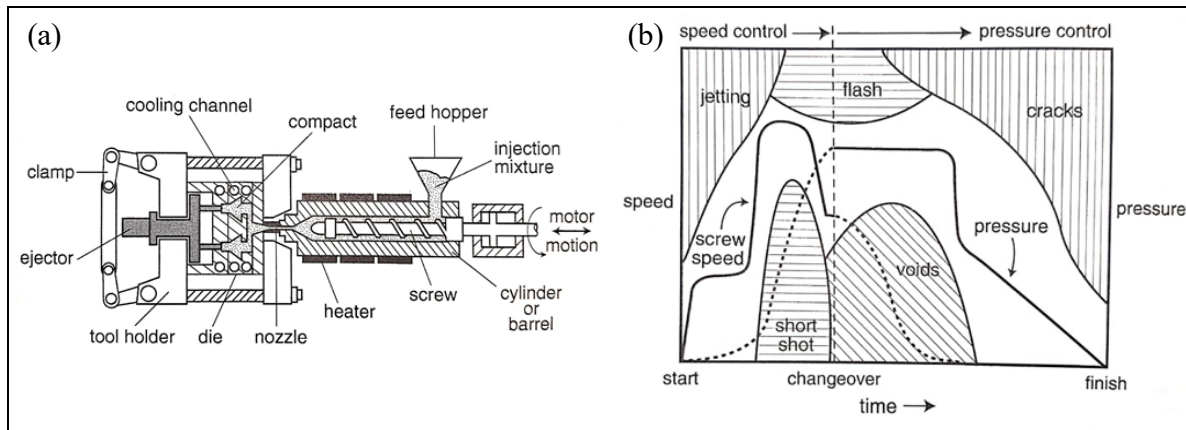 (a)
cooling channel
compact
clamp
feed hopper
injection
mixture
motor
motion
ejector
tool holder
die
nozzle
heater
screw
cylinder
or
barrel
(b)
speed control
pressure control
jetting
flash
cracks
speed
pressure
screw
speed
pressure
voids
short
shot
start
changeover
finish
time